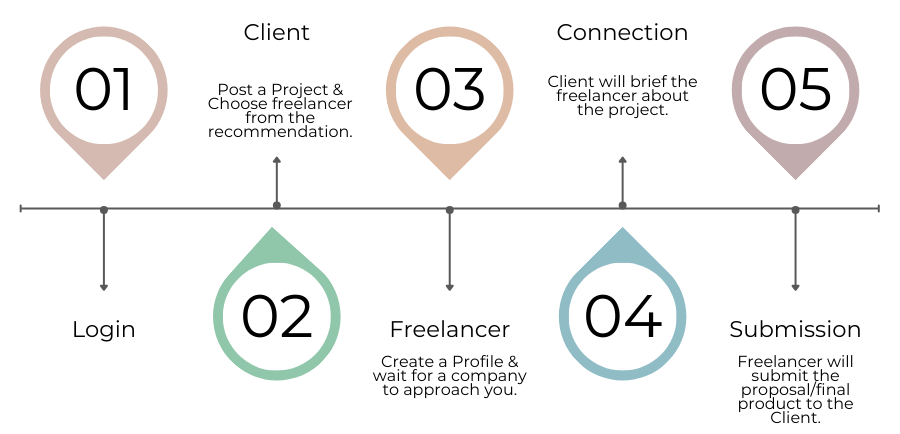 01
Login
Client
Post a Project &
Choose freelancer
from the
recommendation.
02
03
Freelancer
Create a Profile &
wait for a company
to approach you.
Connection
Client will brief the
freelancer about
the project.
04
05
Submission
Freelancer will
submit the
proposal/final
product to the
Client.